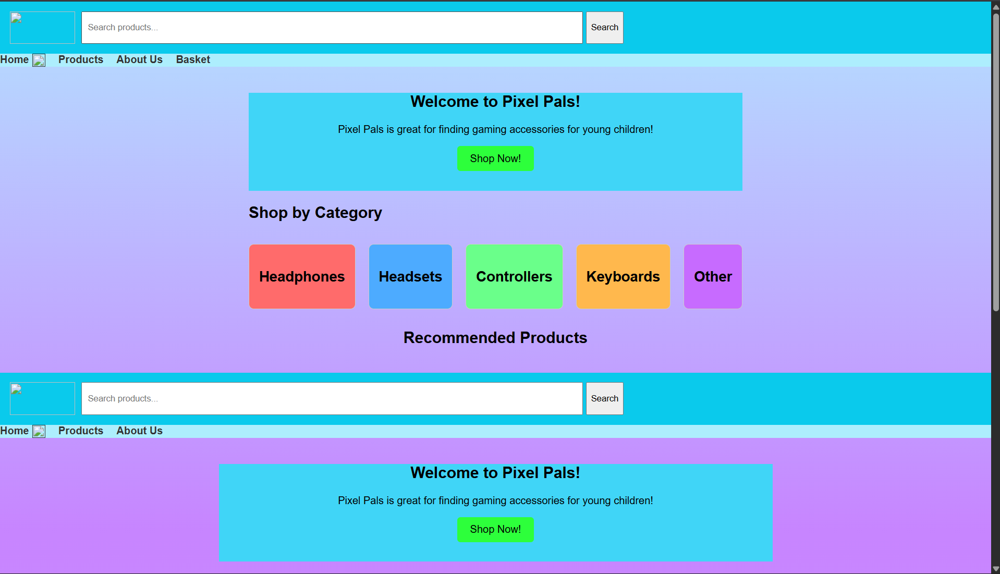 Search products...
Search
Home Products About Us Basket
Welcome to Pixel Pals!
Pixel Pals is great for finding gaming accessories for young children!
Shop Now!
Shop by Category
Headphones Headsets Controllers Keyboards Other
Recommended Products
Search products...
Search
Home Products About Us
Welcome to Pixel Pals!
Pixel Pals is great for finding gaming accessories for young children!
Shop Now!